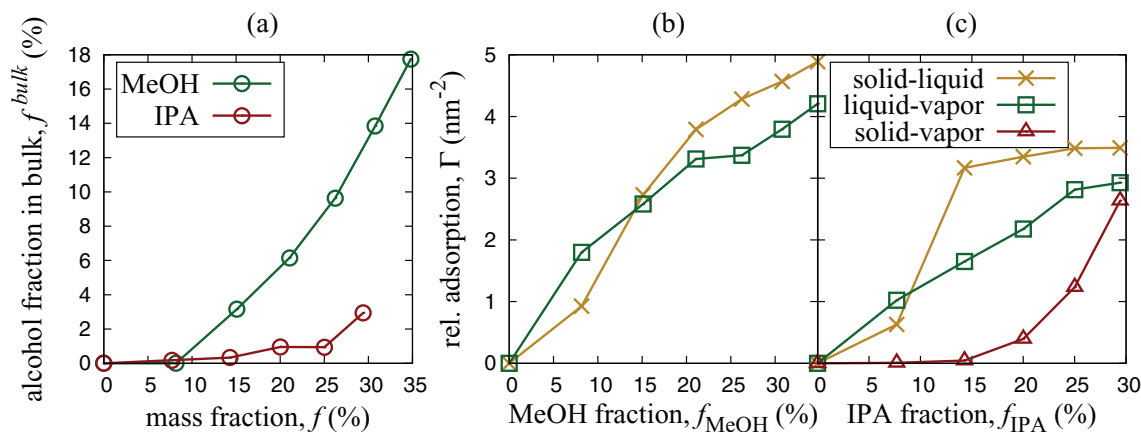 (a)
alcohol fraction in bulk, f bulk (%)
18
16
14
12
10
8
6
4
2
0
MeOH
IPA
0 5 10 15 20 25 30 35
mass fraction, f (%)
(b)
rel. adsorption, Γ (nm-2)
5
4
3
2
1
0
0 5 10 15 20 25 30
MeOH fraction, fMeOH (%)
(c)
solid-liquid
liquid-vapor
solid-vapor
0 5 10 15 20 25 30
IPA fraction, fIPA (%)